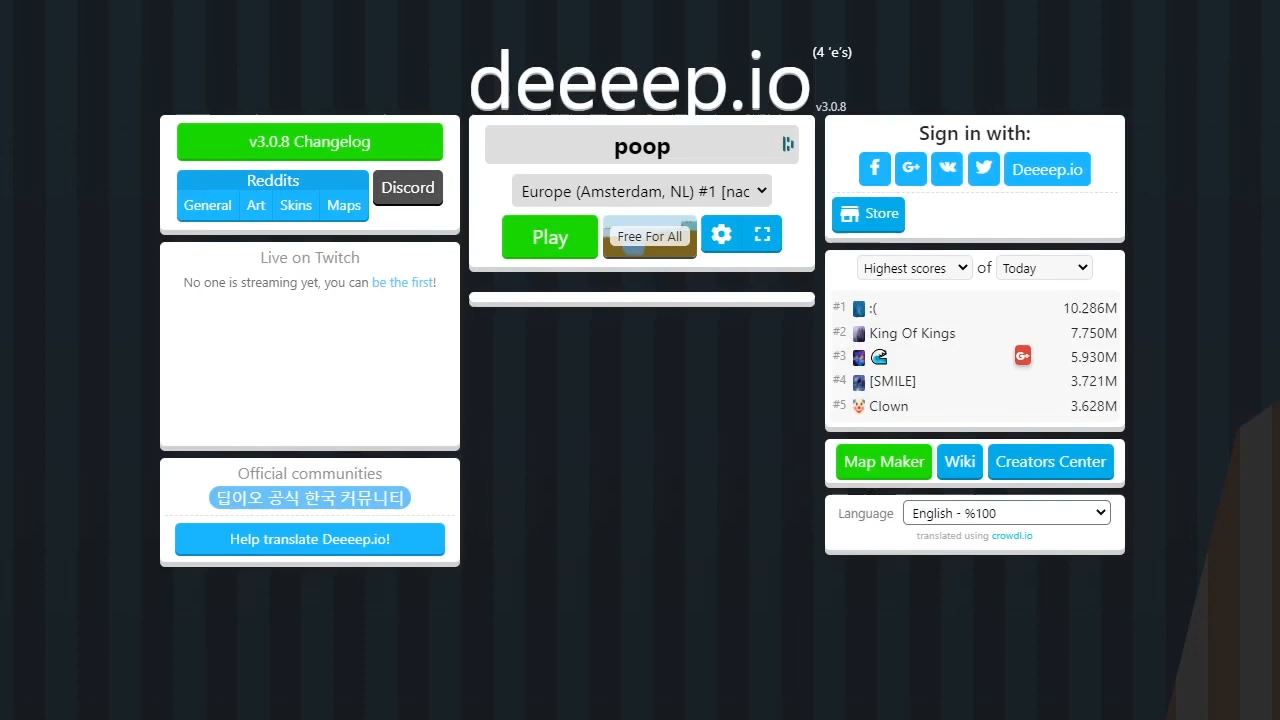 deeeep.io
(4 'e's)
v3.0.8
v3.0.8 Changelog
Reddits
General
Art
Skins
Maps
Discord
Live on Twitch
No one is streaming yet, you can be the first!
Official communities
딥이오 공식 한국 커뮤니티
Help translate Deeeep.io!
poop
Europe (Amsterdam, NL) #1 [nac
Play
Free For All
Sign in with:
Deeeep.io
Store
Highest scores of Today
#1 :( 10.286M
#2 King Of Kings 7.750M
#3 🌊 G+ 5.930M
#4 [SMILE] 3.721M
#5 Clown 3.628M
Map Maker
Wiki
Creators Center
Language English - %100
translated using crowdl.io